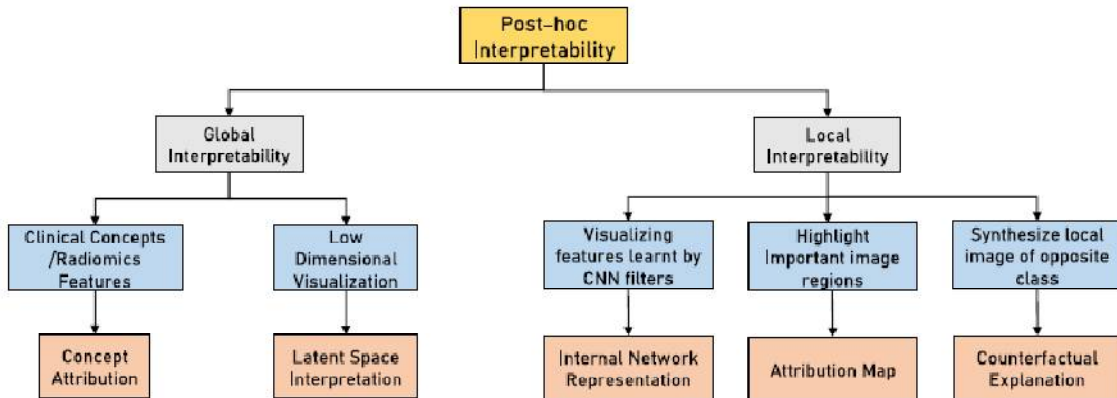 Post-hoc
Interpretability
Global
Interpretability
Local
Interpretability
Clinical Concepts
/Radiomics
Features
Low
Dimensional
Visualization
Visualizing
features learnt by
CNN filters
Highlight
Important image
regions
Synthesize local
image of opposite
class
Concept
Attribution
Latent Space
Interpretation
Internal Network
Representation
Attribution Map
Counterfactual
Explanation